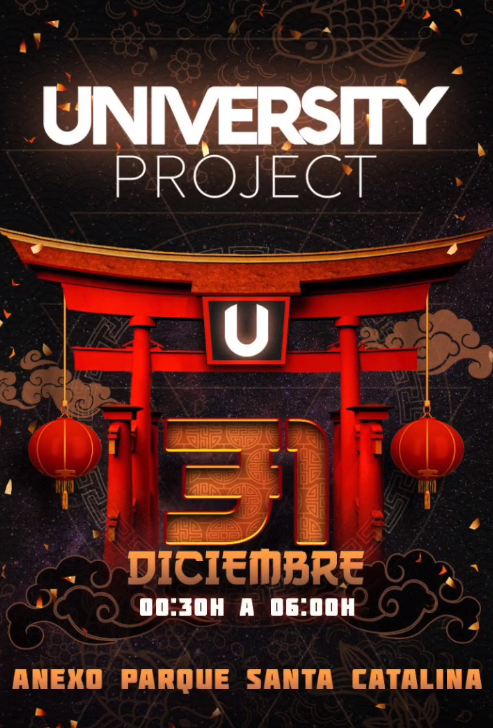 UNIVERSITY
PROJECT
U
31
DICIEMBRE
00:30H A 06:00H
ANEXO PARQUE SANTA CATALINA